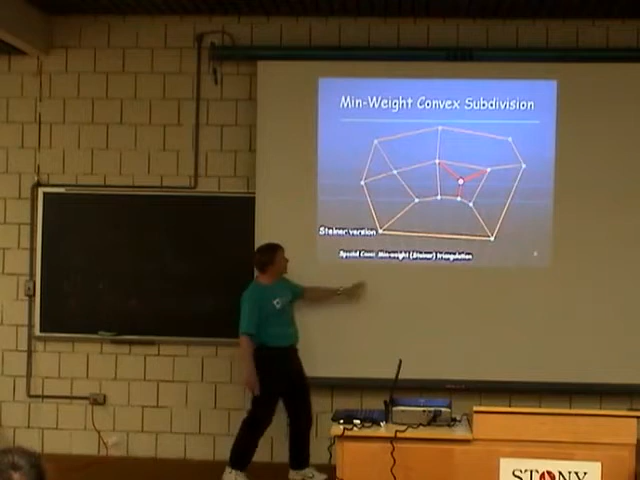 Min-Weight Convex Subdivision
Steiner version
Special Case: Min-weight (Steiner) triangulation
STONY